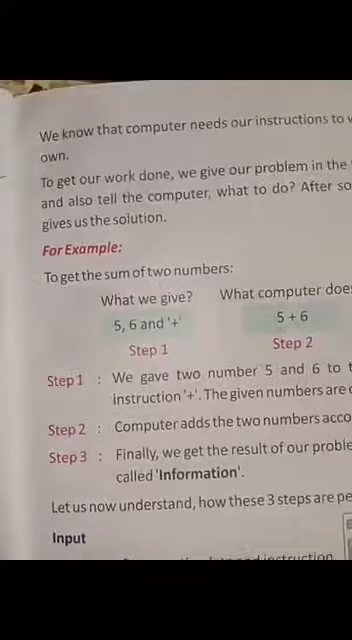 We know that computer needs our instructions to
own.
To get our work done, we give our problem in the
and also tell the computer, what to do? After so
gives us the solution.
For Example:
To get the sum of two numbers:
What we give? What computer doe
5, 6 and '+' 5 + 6
Step 1 Step 2
Step 1 : We gave two number 5 and 6 to t
instruction '+'. The given numbers are
Step 2 : Computer adds the two numbers acco
Step 3 : Finally, we get the result of our proble
called 'Information'.
Let us now understand, how these 3 steps are pe
Input
instruction